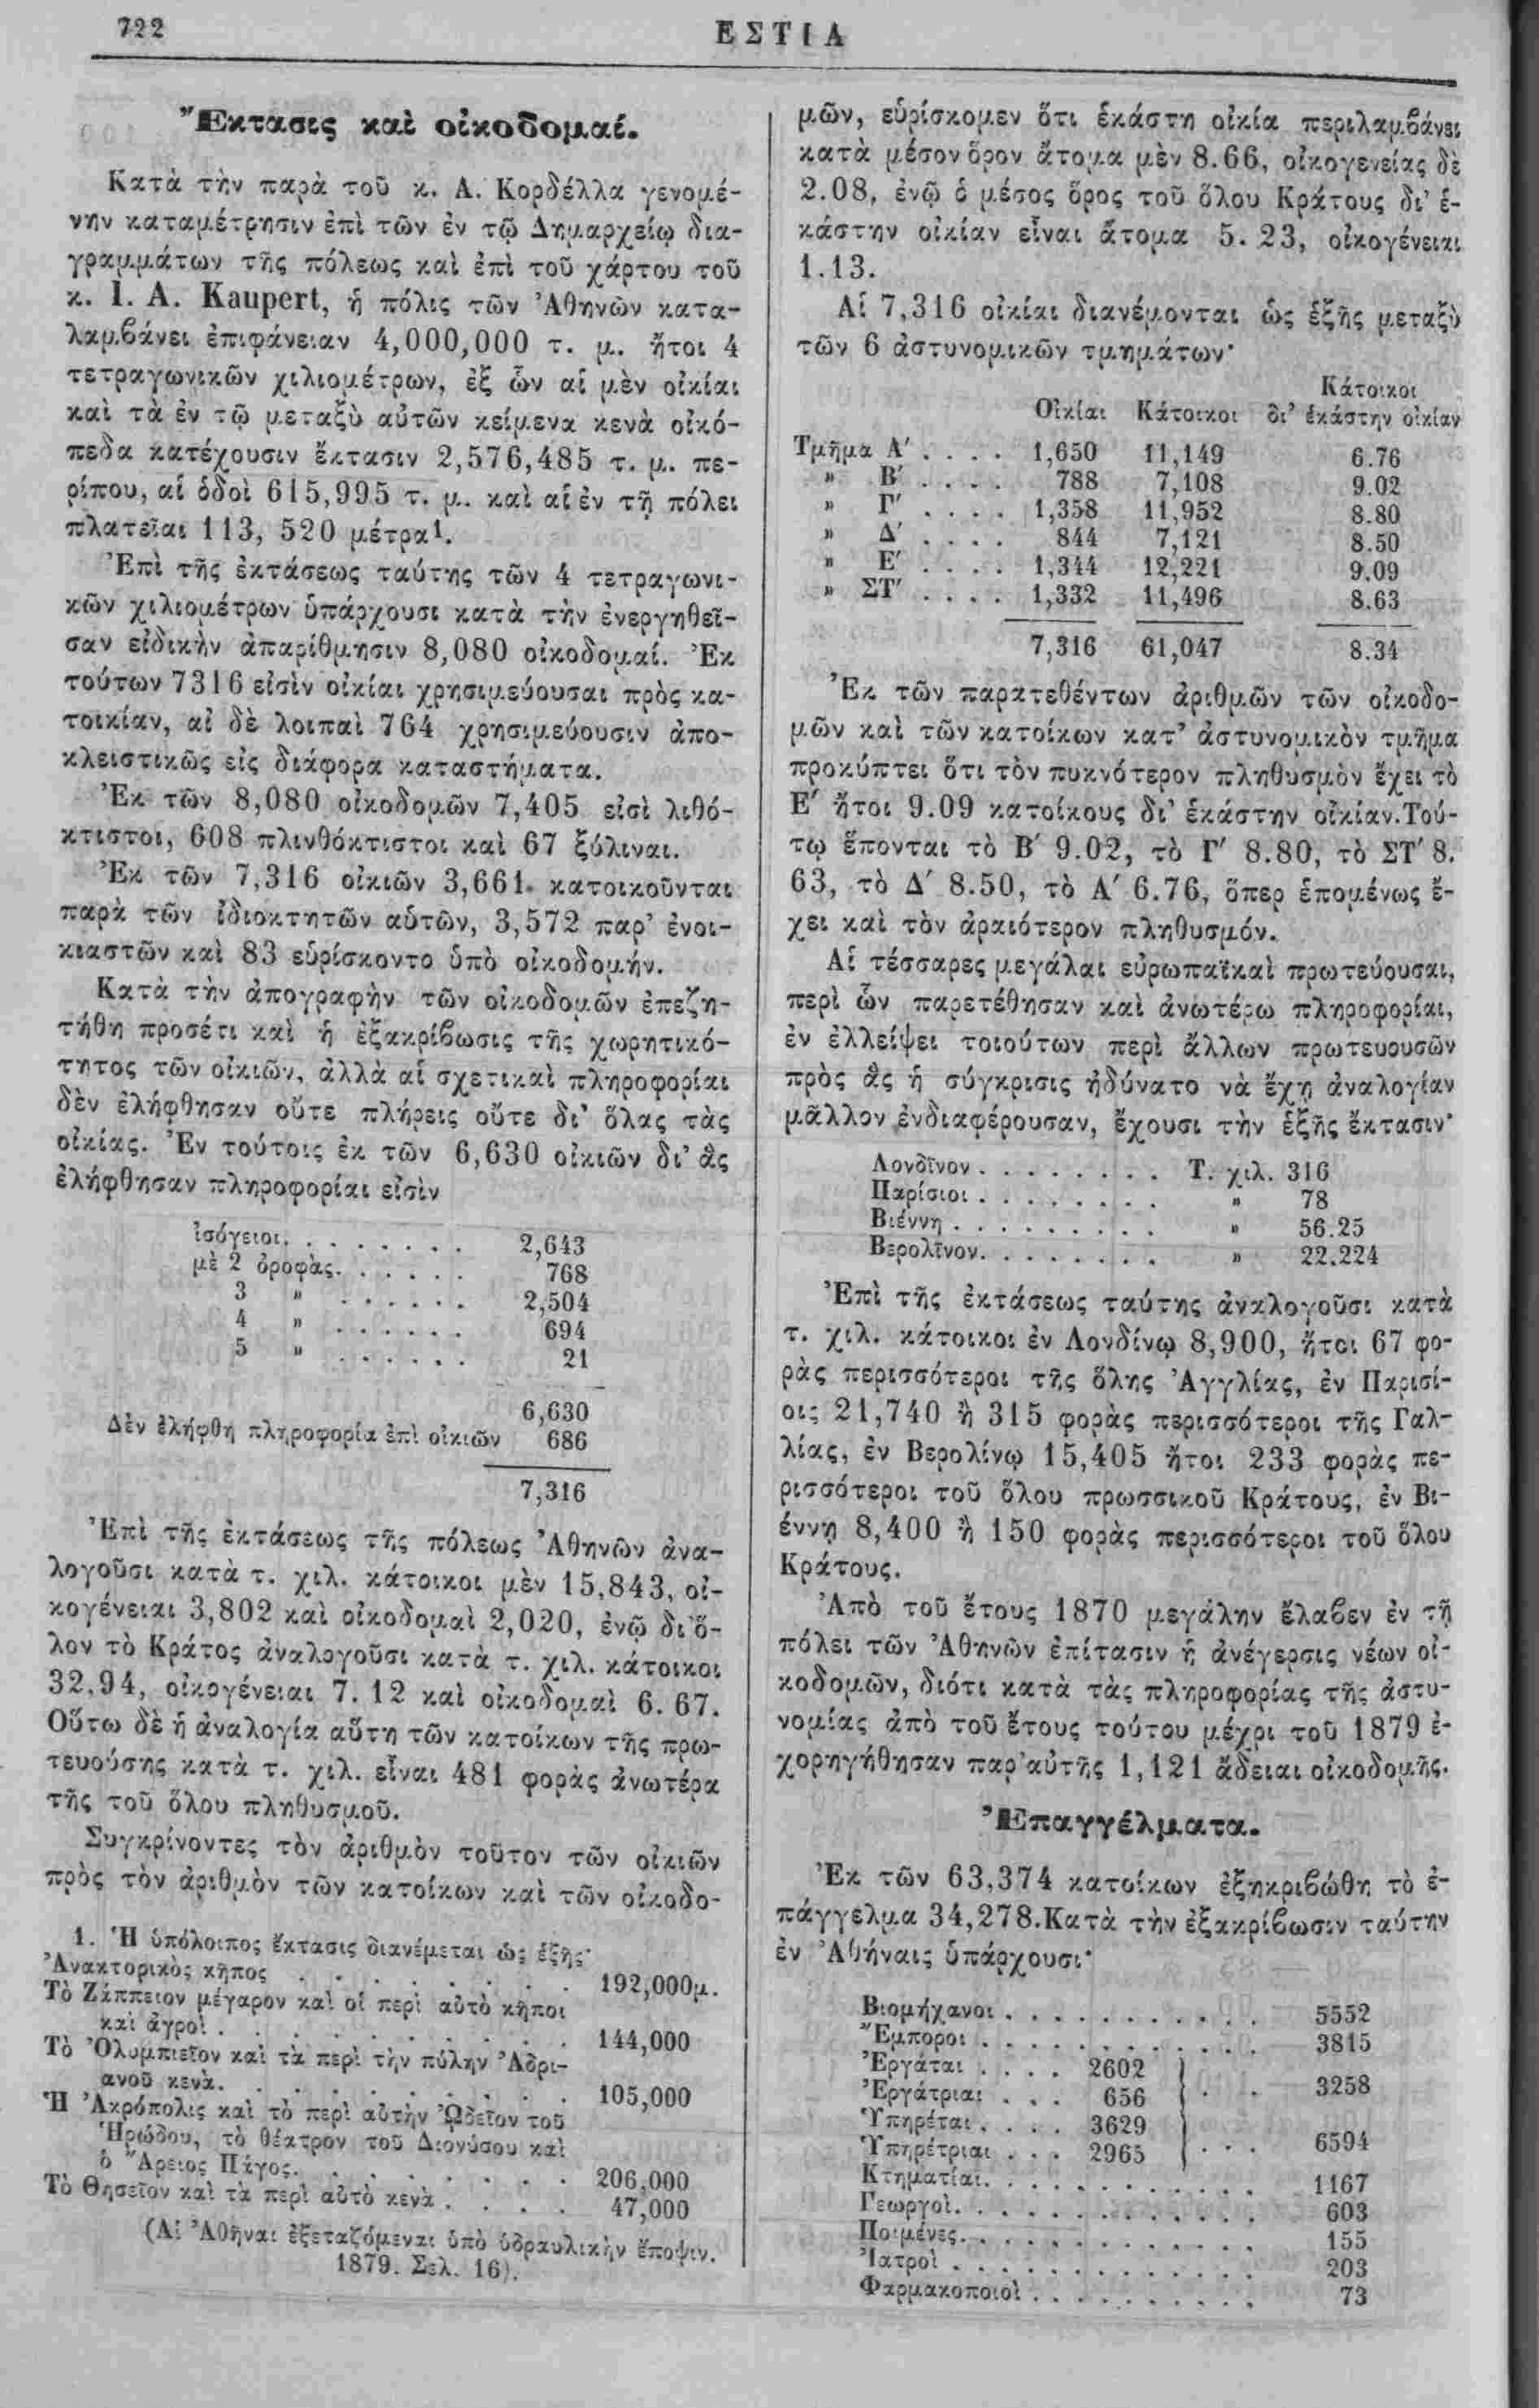 722
ΕΣΤΙΑ
Ἔκτασις καὶ οἰκοδομαί.
Κατὰ τὴν παρὰ τοῦ κ. Α. Κορδέλλα γενομέ-
νην καταμέτρησιν ἐπὶ τῶν ἐν τῷ Δημαρχείῳ δια-
γραμμάτων τῆς πόλεως καὶ ἐπὶ τοῦ χάρτου τοῦ
κ. I. A. Kaupert, ἡ πόλις τῶν Ἀθηνῶν κατα-
λαμβάνει ἐπιφάνειαν 4,000,000 τ. μ. ἤτοι 4
τετραγωνικῶν χιλιομέτρων, ἐξ ὧν αἱ μὲν οἰκίαι
καὶ τὰ ἐν τῷ μεταξὺ αὐτῶν κείμενα κενὰ οἰκό-
πεδα κατέχουσιν ἔκτασιν 2,576,485 τ. μ. πε-
ρίπου, αἱ ὁδοὶ 615,995 τ. μ. καὶ αἱ ἐν τῇ πόλει
πλατεῖαι 113, 520 μέτρα1.
Ἐπὶ τῆς ἐκτάσεως ταύτης τῶν 4 τετραγωνι-
κῶν χιλιομέτρων ὑπάρχουσι κατὰ τὴν ἐνεργηθεῖ-
σαν εἰδικὴν ἀπαρίθμησιν 8,080 οἰκοδομαί. Ἐκ
τούτων 7316 εἰσὶν οἰκίαι χρησιμεύουσαι πρὸς κα-
τοικίαν, αἱ δὲ λοιπαὶ 764 χρησιμεύουσιν ἀπο-
κλειστικῶς εἰς διάφορα καταστήματα.
Ἐκ τῶν 8,080 οἰκοδομῶν 7,405 εἰσὶ λιθό-
κτιστοι, 608 πλινθόκτιστοι καὶ 67 ξύλιναι.
Ἐκ τῶν 7,316 οἰκιῶν 3,661 κατοικοῦνται
παρὰ τῶν ἰδιοκτητῶν αὑτῶν, 3,572 παρ' ἐνοι-
κιαστῶν καὶ 83 εὑρίσκοντο ὑπὸ οἰκοδομήν.
Κατὰ τὴν ἀπογραφὴν τῶν οἰκοδομῶν ἐπεζη-
τήθη προσέτι καὶ ἡ ἐξακρίβωσις τῆς χωρητικό-
τητος τῶν οἰκιῶν, ἀλλὰ αἱ σχετικαὶ πληροφορίαι
δὲν ἐλήφθησαν οὔτε πλήρεις οὔτε δι' ὅλας τὰς
οἰκίας. Ἐν τούτοις ἐκ τῶν 6,630 οἰκιῶν δι' ἃς
ἐλήφθησαν πληροφορίαι εἰσὶν
ἰσόγειοι. . . . . . . . 2,643
μὲ 2 ὀροφὰς. . . . . . 768
3 » . . . . . . 2,504
4 » . . . . . . 694
5 » . . . . . . 21
6,630
Δὲν ἐλήφθη πληροφορία ἐπὶ οἰκιῶν 686
7,316
Ἐπὶ τῆς ἐκτάσεως τῆς πόλεως Ἀθηνῶν ἀνα-
λογοῦσι κατὰ τ. χιλ. κάτοικοι μὲν 15,843, οἰ-
κογένειαι 3,802 καὶ οἰκοδομαὶ 2,020, ἐνῷ δι' ὅ-
λον τὸ Κράτος ἀναλογοῦσι κατὰ τ. χιλ. κάτοικοι
32.94, οἰκογένειαι 7. 12 καὶ οἰκοδομαὶ 6. 67.
Οὕτω δὲ ἡ ἀναλογία αὕτη τῶν κατοίκων τῆς πρω-
τευούσης κατὰ τ. χιλ. εἶναι 481 φορὰς ἀνωτέρα
τῆς τοῦ ὅλου πληθυσμοῦ.
Συγκρίνοντες τὸν ἀριθμὸν τοῦτον τῶν οἰκιῶν
πρὸς τὸν ἀριθμὸν τῶν κατοίκων καὶ τῶν οἰκοδο-
1. Ἡ ὑπόλοιπος ἔκτασις διανέμεται ὡς ἑξῆς·
Ἀνακτορικὸς κῆπος . . . . . . . . 192,000μ.
Τὸ Ζάππειον μέγαρον καὶ οἱ περὶ αὐτὸ κῆποι
καὶ ἀγροὶ . . . . . . . . . . 144,000
Τὸ Ὀλυμπιεῖον καὶ τὰ περὶ τὴν πύλην Ἀδρι-
ανοῦ κενὰ. . . . . . . . . . 105,000
Ἡ Ἀκρόπολις καὶ τὸ περὶ αὐτὴν Ὠδεῖον τοῦ
Ἡρώδου, τὸ θέατρον τοῦ Διονύσου καὶ
ὁ Ἄρειος Πάγος. . . . . . . . . 206,000
Τὸ Θησεῖον καὶ τὰ περὶ αὐτὸ κενὰ . . . . 47,000
(Αἱ Ἀθῆναι ἐξεταζόμεναι ὑπὸ ὑδραυλικὴν ἔποψιν.
1879. Σελ. 16).
μῶν, εὑρίσκομεν ὅτι ἑκάστη οἰκία περιλαμβάνει
κατὰ μέσον ὅρον ἄτομα μὲν 8.66, οἰκογενείας δὲ
2.08, ἐνῷ ὁ μέσος ὅρος τοῦ ὅλου Κράτους δι' ἑ-
κάστην οἰκίαν εἶναι ἄτομα 5. 23, οἰκογένειαι
1.13.
Αἱ 7,316 οἰκίαι διανέμονται ὡς ἑξῆς μεταξὺ
τῶν 6 ἀστυνομικῶν τμημάτων·
Κάτοικοι
Οἰκίαι Κάτοικοι δι' ἑκάστην οἰκίαν
Τμῆμα Α′ . . . . 1,650 11,149 6.76
» Β′ . . . . 788 7,108 9.02
» Γ′ . . . . 1,358 11,952 8.80
» Δ′ . . . . 844 7,121 8.50
» Ε′ . . . . 1,344 12,221 9.09
» ΣΤ′ . . . . 1,332 11,496 8.63
7,316 61,047 8.34
Ἐκ τῶν παρατεθέντων ἀριθμῶν τῶν οἰκοδο-
μῶν καὶ τῶν κατοίκων κατ' ἀστυνομικὸν τμῆμα
προκύπτει ὅτι τὸν πυκνότερον πληθυσμὸν ἔχει τὸ
Ε′ ἤτοι 9.09 κατοίκους δι' ἑκάστην οἰκίαν. Τού-
τῳ ἕπονται τὸ Β′ 9.02, τὸ Γ′ 8.80, τὸ ΣΤ′ 8.
63, τὸ Δ′ 8.50, τὸ Α′ 6.76, ὅπερ ἑπομένως ἔ-
χει καὶ τὸν ἀραιότερον πληθυσμόν.
Αἱ τέσσαρες μεγάλαι εὐρωπαϊκαὶ πρωτεύουσαι,
περὶ ὧν παρετέθησαν καὶ ἀνωτέρω πληροφορίαι,
ἐν ἐλλείψει τοιούτων περὶ ἄλλων πρωτευουσῶν
πρὸς ἃς ἡ σύγκρισις ἠδύνατο νὰ ἔχῃ ἀναλογίαν
μᾶλλον ἐνδιαφέρουσαν, ἔχουσι τὴν ἑξῆς ἔκτασιν·
Λονδῖνον . . . . . . . . Τ. χιλ. 316
Παρίσιοι . . . . . . . . » 78
Βιέννη . . . . . . . . . » 56.25
Βερολῖνον. . . . . . . . » 22.224
Ἐπὶ τῆς ἐκτάσεως ταύτης ἀναλογοῦσι κατὰ
τ. χιλ. κάτοικοι ἐν Λονδίνῳ 8,900, ἤτοι 67 φο-
ρὰς περισσότεροι τῆς ὅλης Ἀγγλίας, ἐν Παρισί-
οις 21,740 ἢ 315 φορὰς περισσότεροι τῆς Γαλ-
λίας, ἐν Βερολίνῳ 15,405 ἤτοι 233 φορὰς πε-
ρισσότεροι τοῦ ὅλου πρωσσικοῦ Κράτους, ἐν Βι-
έννῃ 8,400 ἢ 150 φορὰς περισσότεροι τοῦ ὅλου
Κράτους.
Ἀπὸ τοῦ ἔτους 1870 μεγάλην ἔλαβεν ἐν τῇ
πόλει τῶν Ἀθηνῶν ἐπίτασιν ἡ ἀνέγερσις νέων οἰ-
κοδομῶν, διότι κατὰ τὰς πληροφορίας τῆς ἀστυ-
νομίας ἀπὸ τοῦ ἔτους τούτου μέχρι τοῦ 1879 ἐ-
χορηγήθησαν παρ' αὐτῆς 1,121 ἄδειαι οἰκοδομῆς.
Ἐπαγγέλματα.
Ἐκ τῶν 63,374 κατοίκων ἐξηκριβώθη τὸ ἐ-
πάγγελμα 34,278. Κατὰ τὴν ἐξακρίβωσιν ταύτην
ἐν Ἀθήναις ὑπάρχουσι·
Βιομήχανοι . . . . . . . . . . . 5552
Ἔμποροι . . . . . . . . . . . . 3815
Ἐργάται . . . . 2602
Ἐργάτριαι . . . 656 } . . 3258
Ὑπηρέται . . . . 3629
Ὑπηρέτριαι . . . 2965 } . . . 6594
Κτηματίαι. . . . . . . . . . . . 1167
Γεωργοὶ. . . . . . . . . . . . . 603
Ποιμένες. . . . . . . . . . . . 155
Ἰατροὶ . . . . . . . . . . . . . 203
Φαρμακοποιοὶ . . . . . . . . . . 73